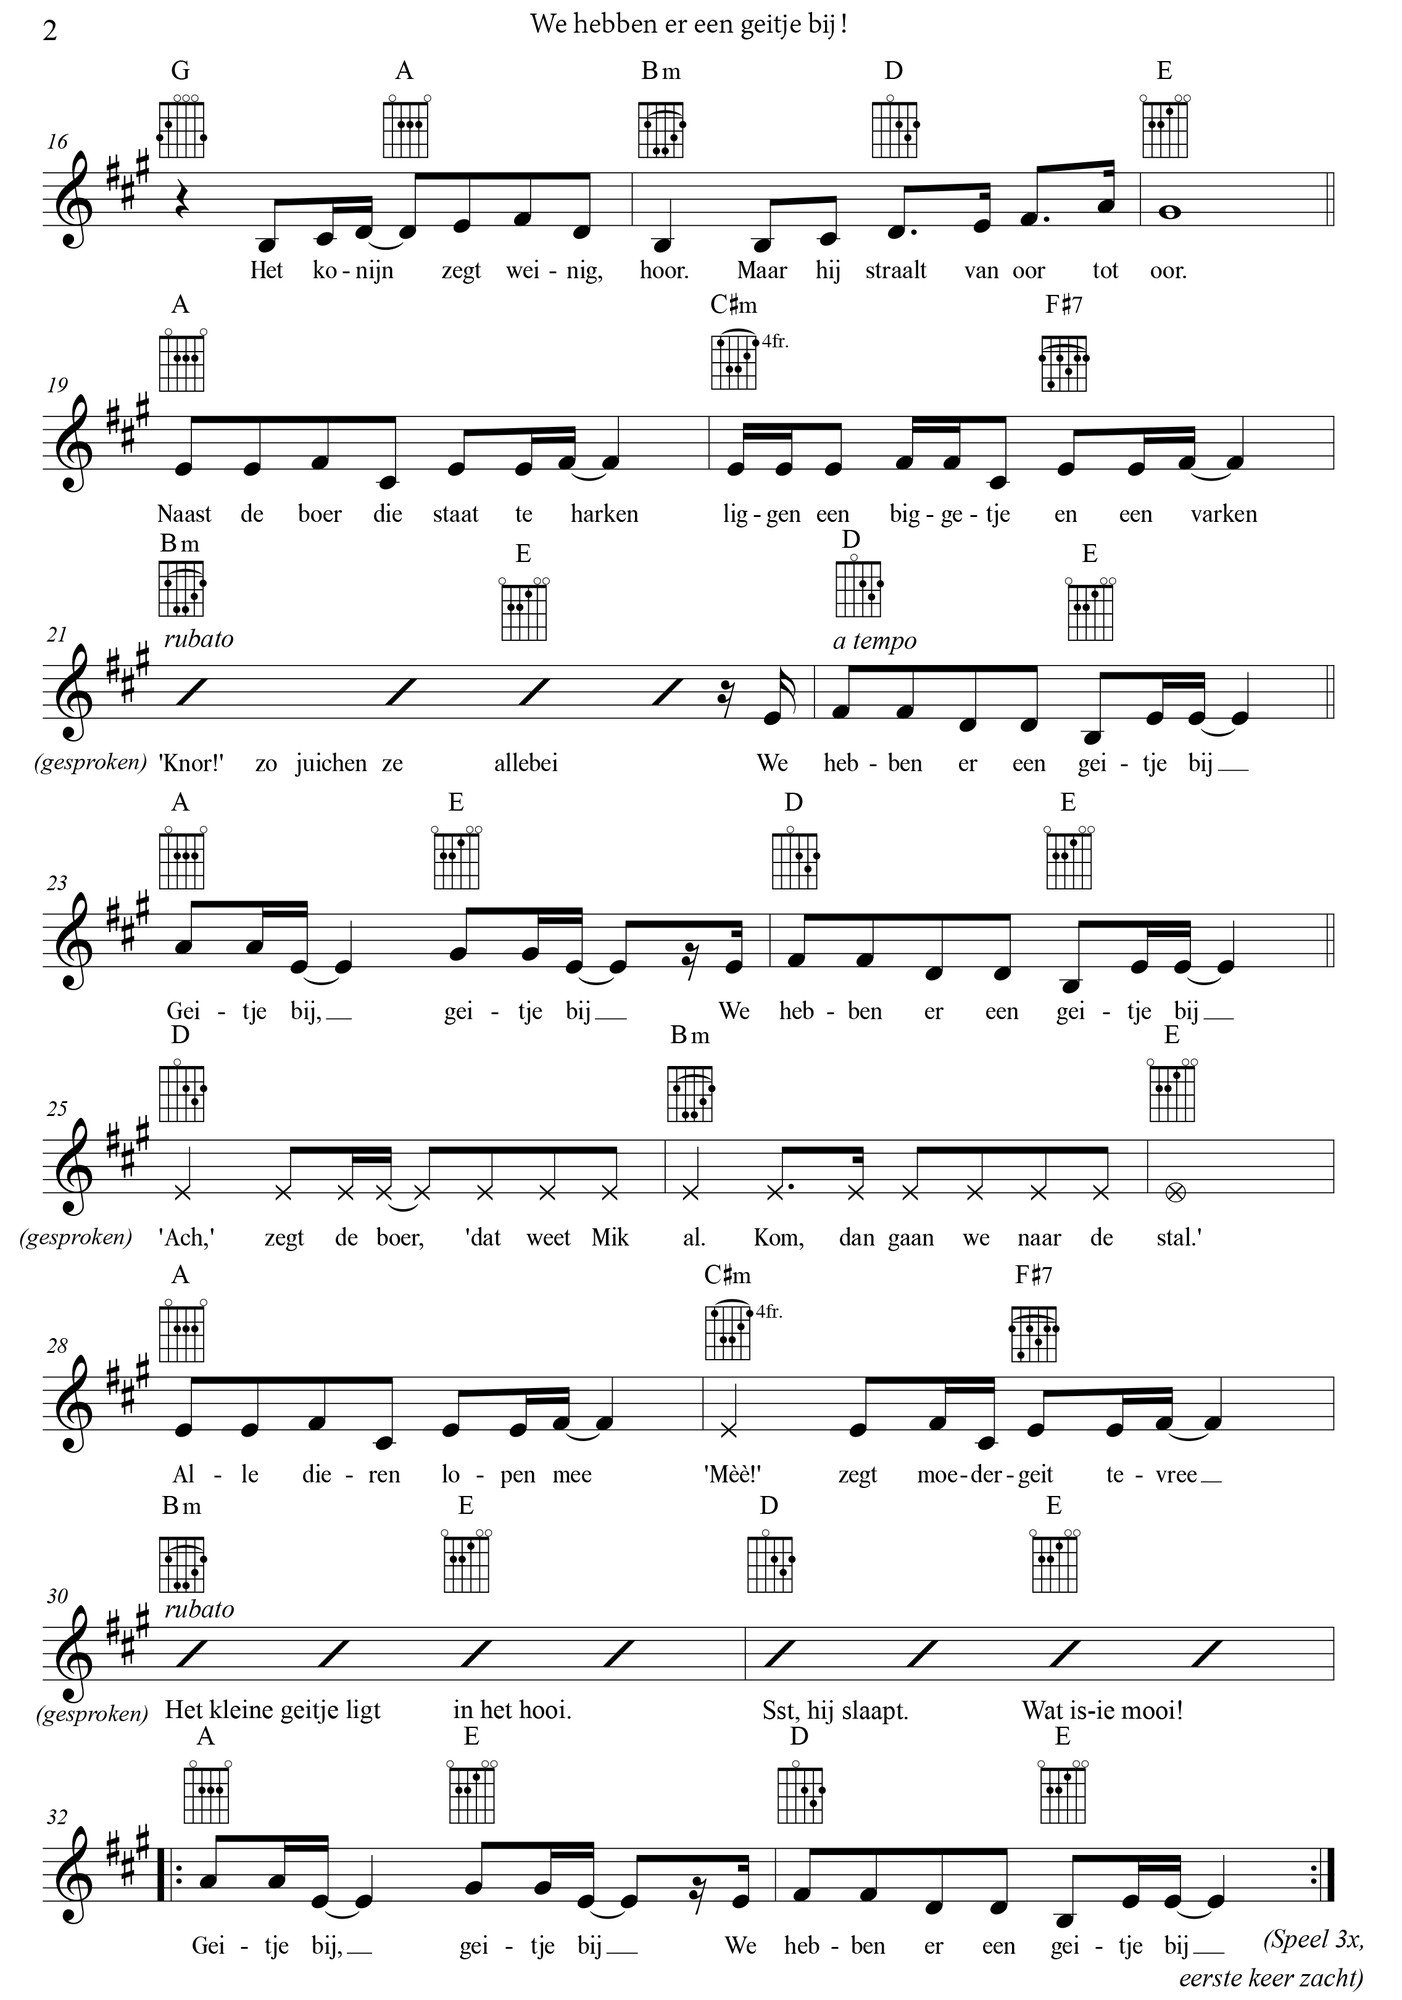 2
We hebben er een geitje bij!
G A Bm D E
16
Het ko - nijn zegt wei - nig, hoor. Maar hij straalt van oor tot oor.
A C#m F#7
4fr.
19
Naast de boer die staat te harken lig - gen een big - ge - tje en een varken
Bm E D E
21
rubato a tempo
(gesproken) 'Knor!' zo juichen ze allebei We heb - ben er een gei - tje bij
A E D E
23
Gei - tje bij, gei - tje bij We heb - ben er een gei - tje bij
D Bm E
25
(gesproken) 'Ach,' zegt de boer, 'dat weet Mik al. Kom, dan gaan we naar de stal.'
A C#m F#7
4fr.
28
Al - le die - ren lo - pen mee 'Mèè!' zegt moe - der - geit te - vree
Bm E D E
30
rubato
(gesproken) Het kleine geitje ligt in het hooi. Sst, hij slaapt. Wat is-ie mooi!
A E D E
32
Gei - tje bij, gei - tje bij We heb - ben er een gei - tje bij
(Speel 3x,
eerste keer zacht)